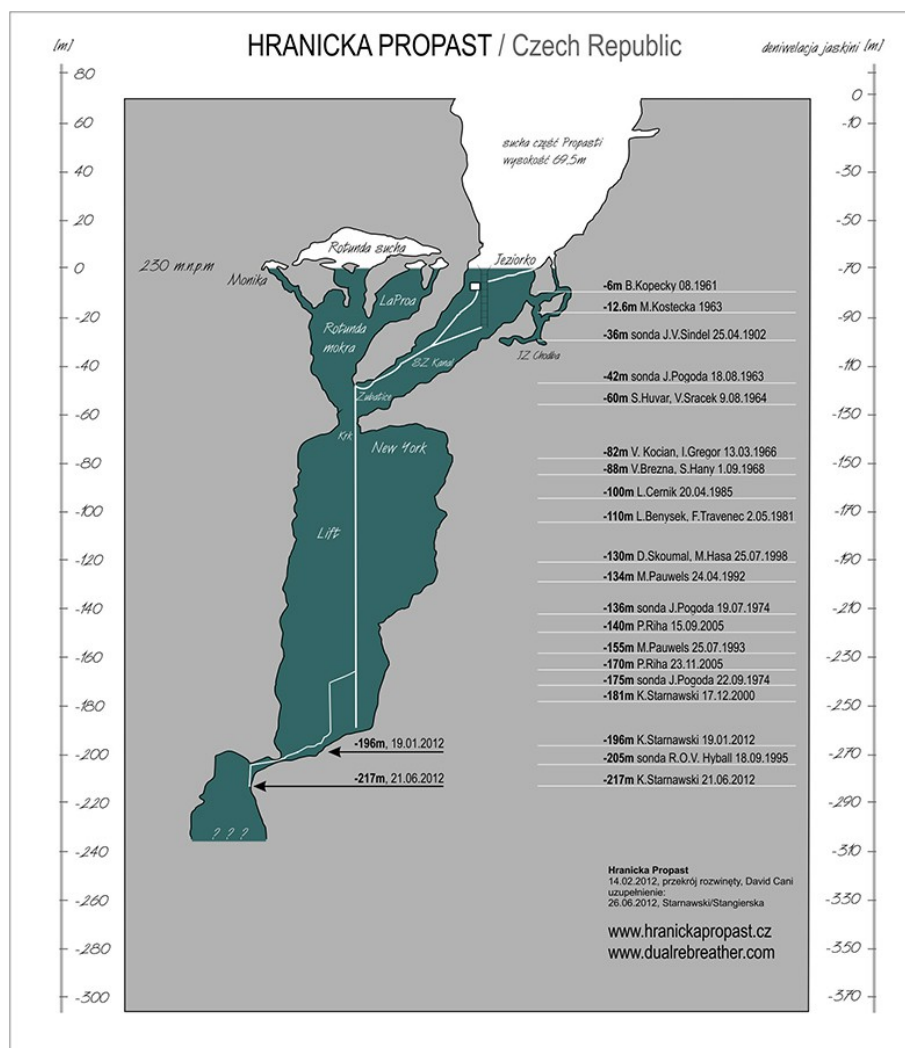 HRANICKA PROPAST / Czech Republic
[m]
deniwelacja jaskini [m]
80
60
40
20
0
-20
-40
-60
-80
-100
-120
-140
-160
-180
-200
-220
-240
-260
-280
-300
0
-10
-30
-50
-70
-90
-110
-130
-150
-170
-190
-210
-230
-250
-270
-290
-310
-330
-350
-370
sucha część Propasti
wysokość 69.5m
230 m.n.p.m
Rotunda sucha
Monika
Jeziorko
LaProa
Rotunda
mokra
SZ Kanal
JZ Chodba
Zubatice
Krk
New York
Lift
-6m B.Kopecky 08.1961
-12.6m M.Kostecka 1963
-36m sonda J.V.Sindel 25.04.1902
-42m sonda J.Pogoda 18.08.1963
-60m S.Huvar, V.Sracek 9.08.1964
-82m V. Kocian, I.Gregor 13.03.1966
-88m V.Brezna, S.Hany 1.09.1968
-100m L.Cernik 20.04.1985
-110m L.Benysek, F.Travenec 2.05.1981
-130m D.Skoumal, M.Hasa 25.07.1998
-134m M.Pauwels 24.04.1992
-136m sonda J.Pogoda 19.07.1974
-140m P.Riha 15.09.2005
-155m M.Pauwels 25.07.1993
-170m P.Riha 23.11.2005
-175m sonda J.Pogoda 22.09.1974
-181m K.Starnawski 17.12.2000
-196m K.Starnawski 19.01.2012
-205m sonda R.O.V. Hyball 18.09.1995
-217m K.Starnawski 21.06.2012
-196m, 19.01.2012
-217m, 21.06.2012
? ? ?
Hranicka Propast
14.02.2012, przekrój rozwinęty, David Cani
uzupełnienie:
26.06.2012, Starnawski/Stangierska
www.hranickapropast.cz
www.dualrebreather.com